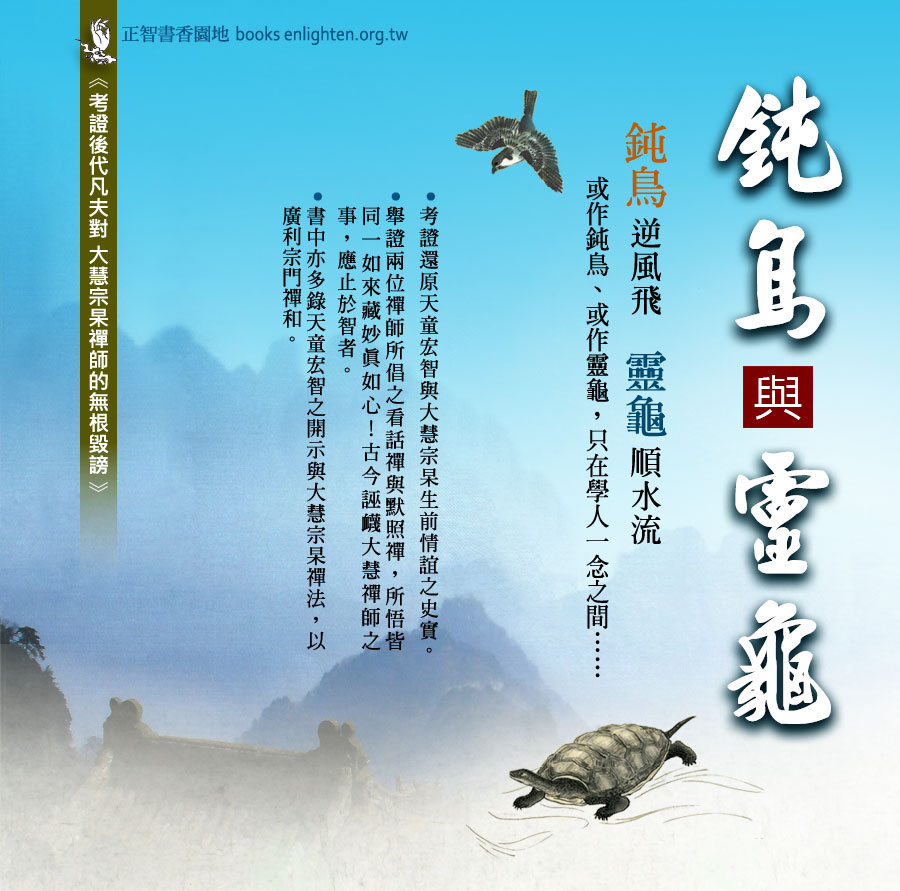 正智書香園地 books enlighten.org.tw
鈍鳥與靈龜
鈍鳥逆風飛 靈龜順水流
或作鈍鳥、或作靈龜，只在學人一念之間……
• 考證還原天童宏智與大慧宗杲生前情誼之史實。
• 舉證兩位禪師所倡之看話禪與默照禪，所悟皆
同一如來藏妙真如心！古今誣衊大慧禪師之
事，應止於智者。
• 書中亦多錄天童宏智之開示與大慧宗杲禪法，以
廣利宗門禪和。
《考證後代凡夫對 大慧宗杲禪師的無根毀謗》